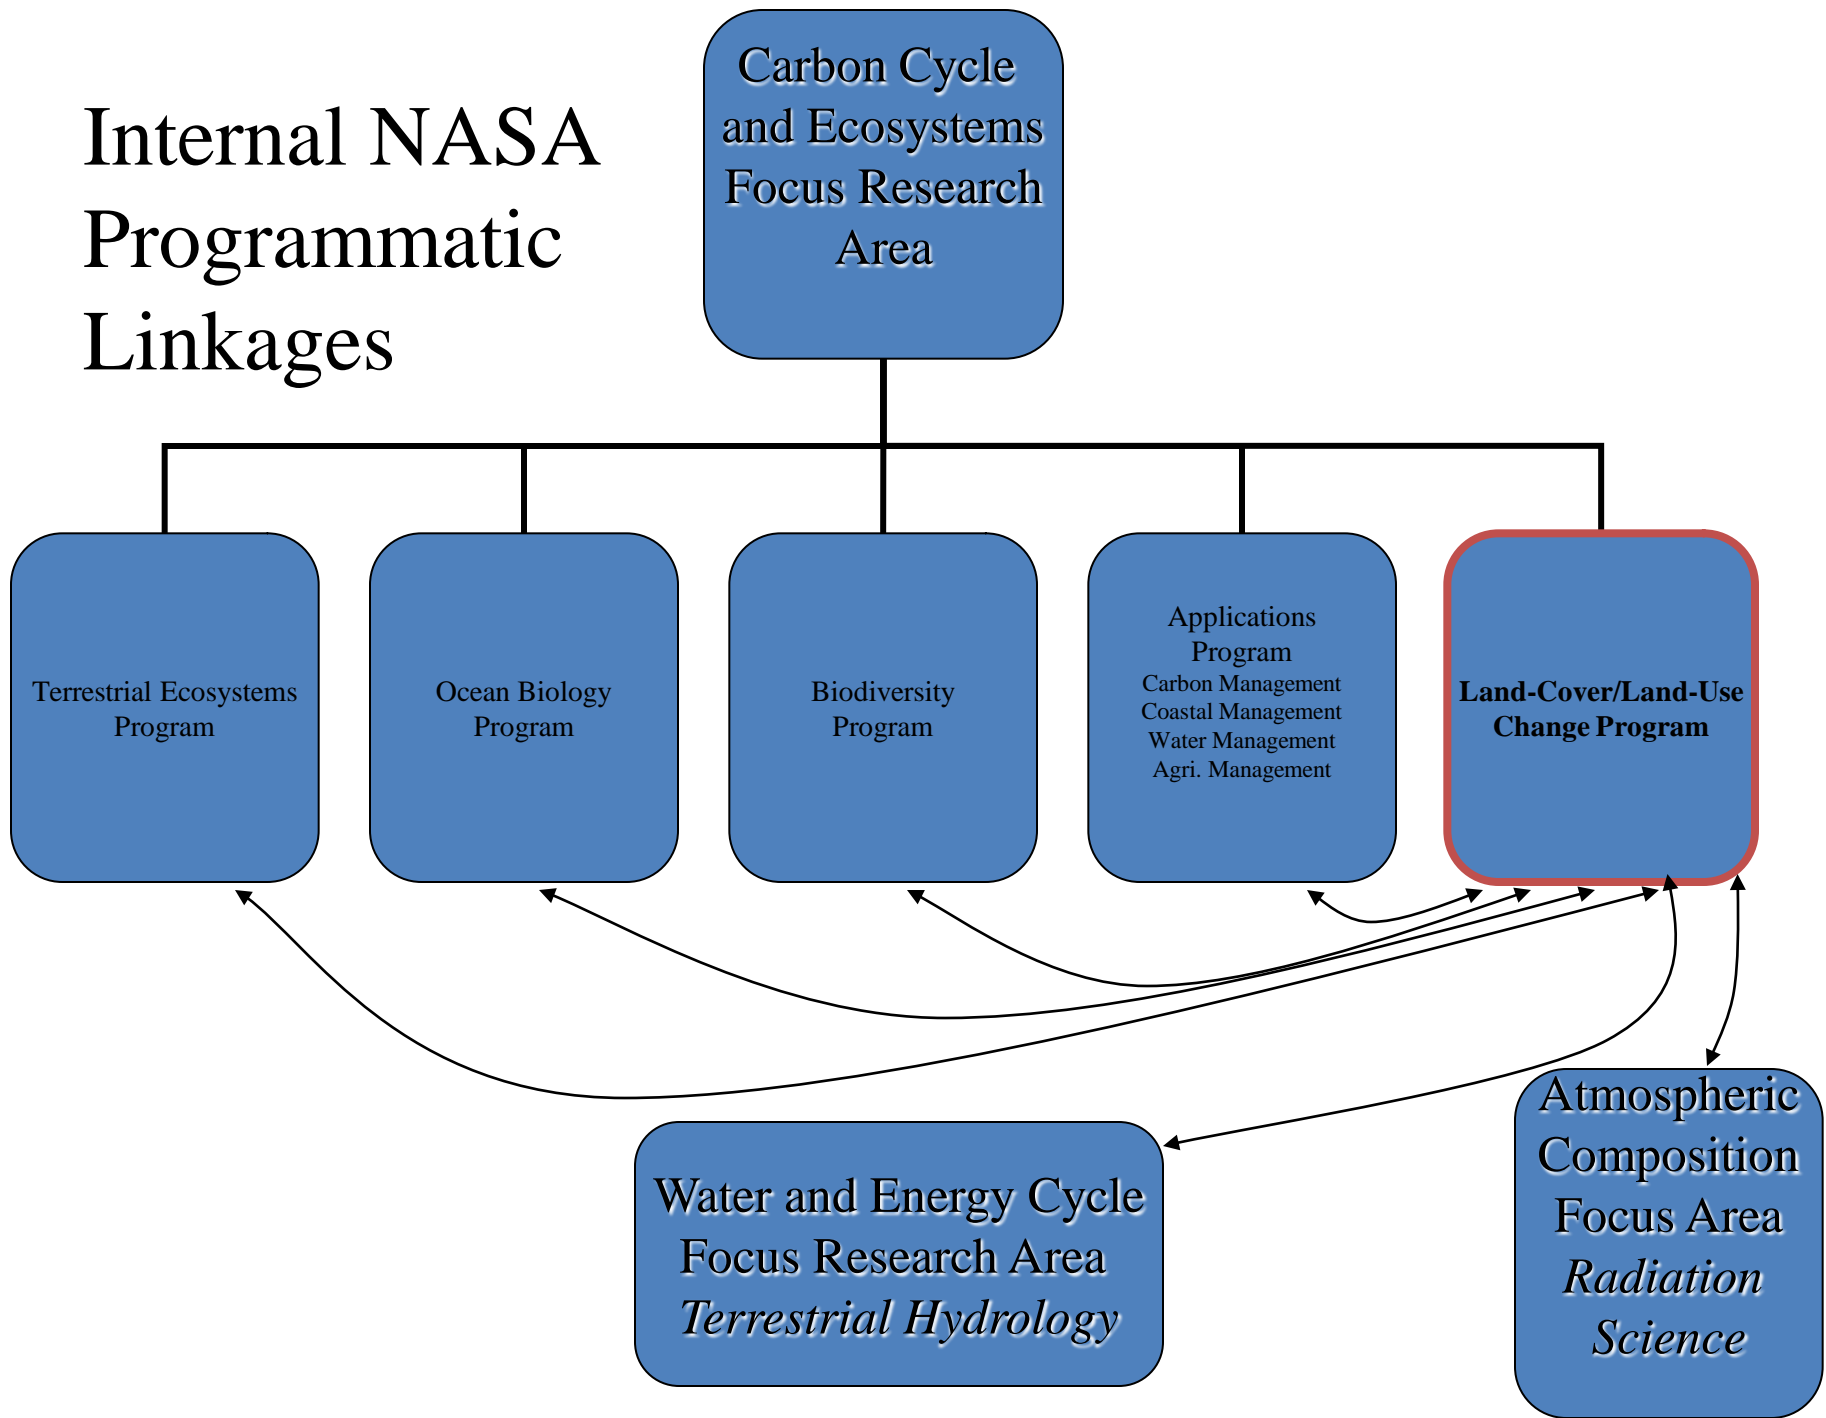 Internal NASA
Programmatic
Linkages
Carbon Cycle
and Ecosystems
Focus Research
Area
Terrestrial Ecosystems
Program
Ocean Biology
Program
Biodiversity
Program
Applications
Program
Carbon Management
Coastal Management
Water Management
Agri. Management
Land-Cover/Land-Use
Change Program
Water and Energy Cycle
Focus Research Area
Terrestrial Hydrology
Atmospheric
Composition
Focus Area
Radiation
Science